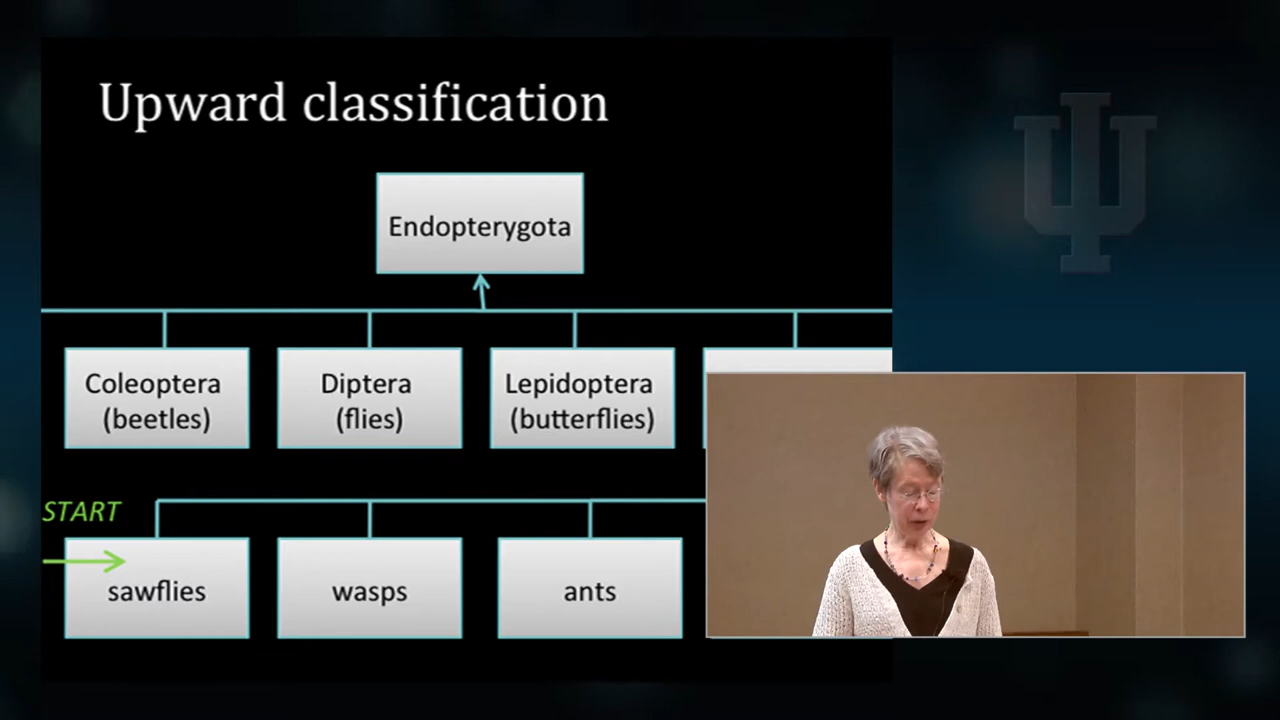 Upward classification
Endopterygota
Coleoptera
(beetles)
Diptera
(flies)
Lepidoptera
(butterflies)
START
sawflies
wasps
ants